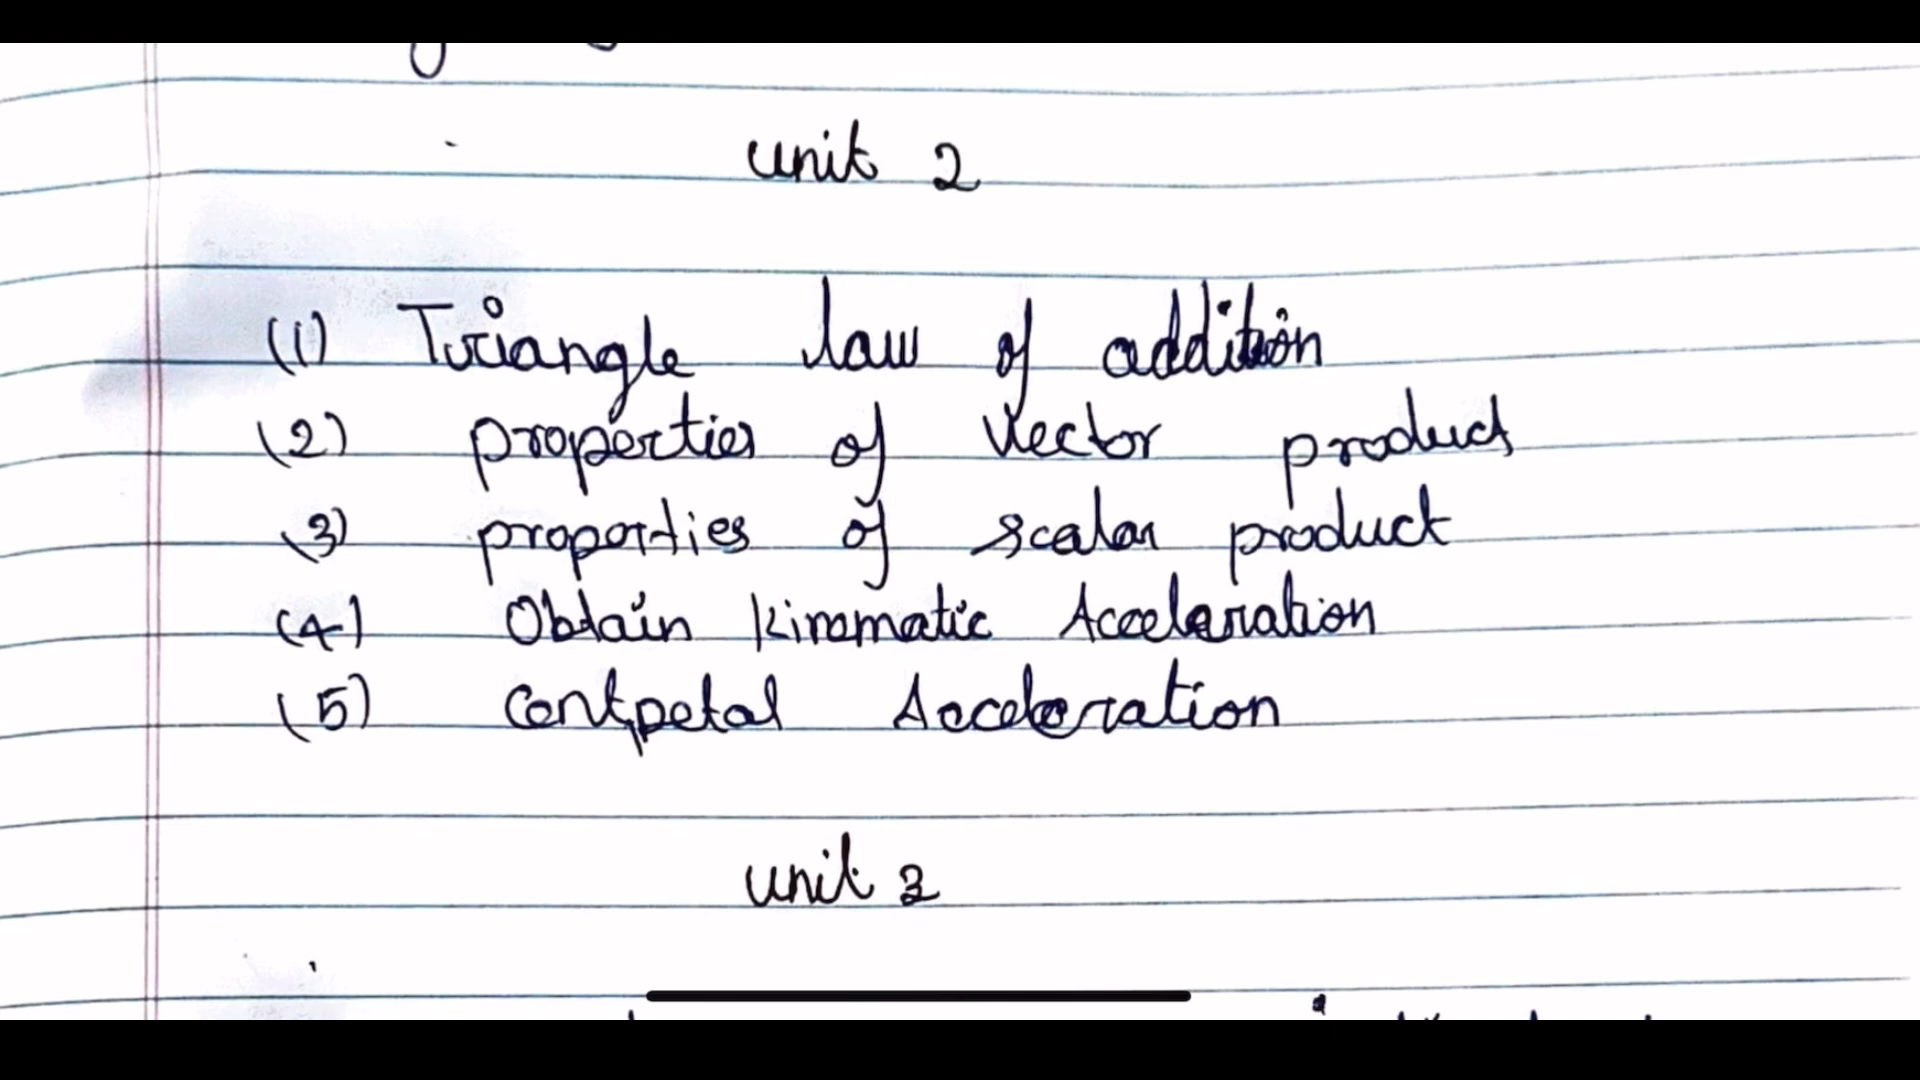 unit 2
(1) Triangle law of addition
(2) properties of Vector product
(3) properties of scalar product
(4) Obtain kinematic Acceleration
(5) Centpetal Acceleration
unit 3